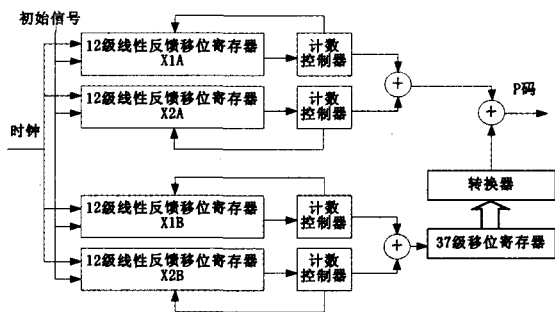 初始信号
12级线性反馈移位寄存器
X1A
计数
控制器
12级线性反馈移位寄存器
X2A
计数
控制器
时钟
P码
转换器
12级线性反馈移位寄存器
X1B
计数
控制器
37级移位寄存器
12级线性反馈移位寄存器
X2B
计数
控制器